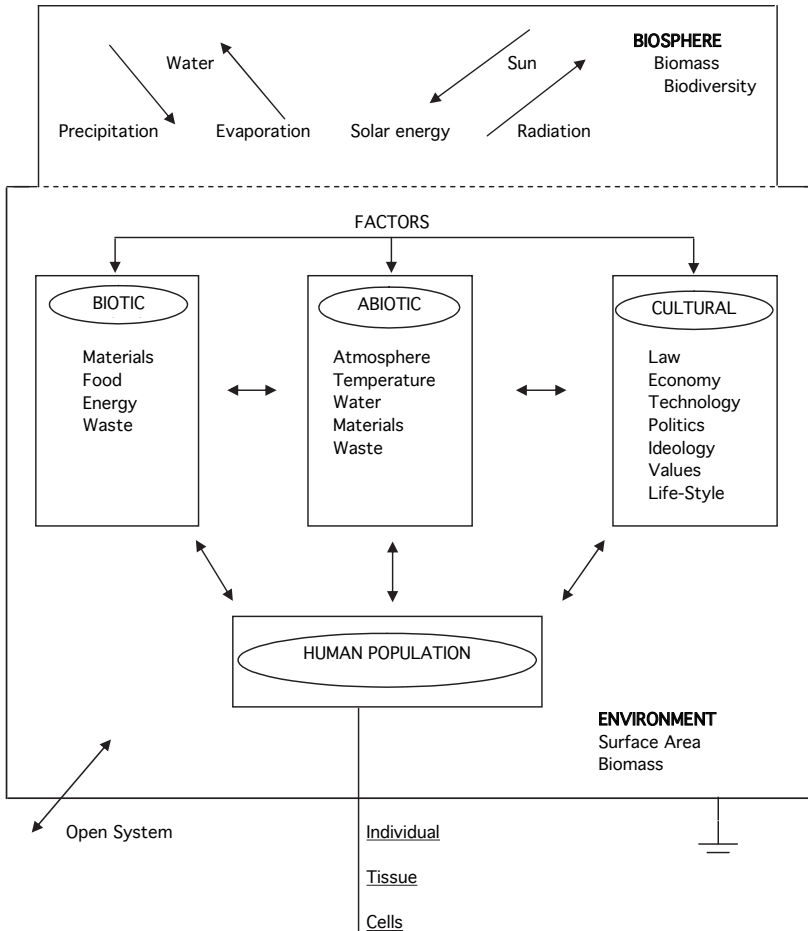 BIOSPHERE
Water
Sun
Biomass
Biodiversity
Precipitation
Evaporation
Solar energy
Radiation
FACTORS
BIOTIC
Materials
Food
Energy
Waste
ABIOTIC
Atmosphere
Temperature
Water
Materials
Waste
CULTURAL
Law
Economy
Technology
Politics
Ideology
Values
Life-Style
HUMAN POPULATION
ENVIRONMENT
Surface Area
Biomass
Open System
Individual
Tissue
Cells